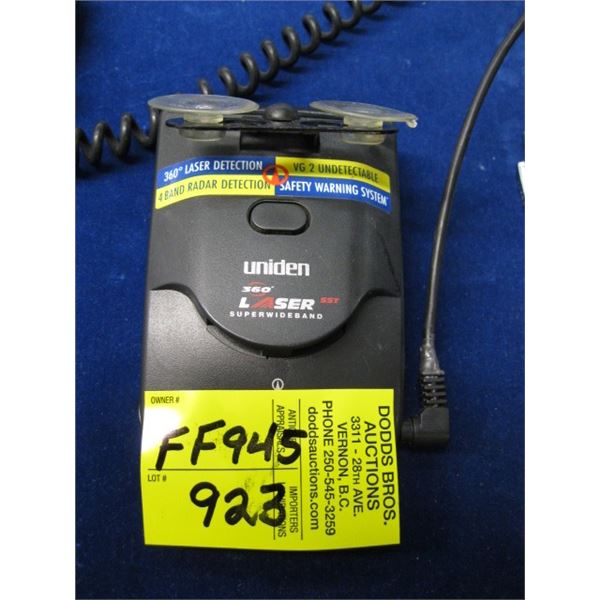 360° LASER DETECTION
VG 2 UNDETECTABLE
4 BAND RADAR DETECTION
SAFETY WARNING SYSTEM
uniden
360°
LASER SST
SUPERWIDEBAND
OWNER #
FF945
LOT #
923
APPRAISALS
IMPORTERS
DODDS BROS.
AUCTIONS
3311 - 28TH AVE.
VERNON, B.C.
PHONE 250-545-3259
doddsauctions.com